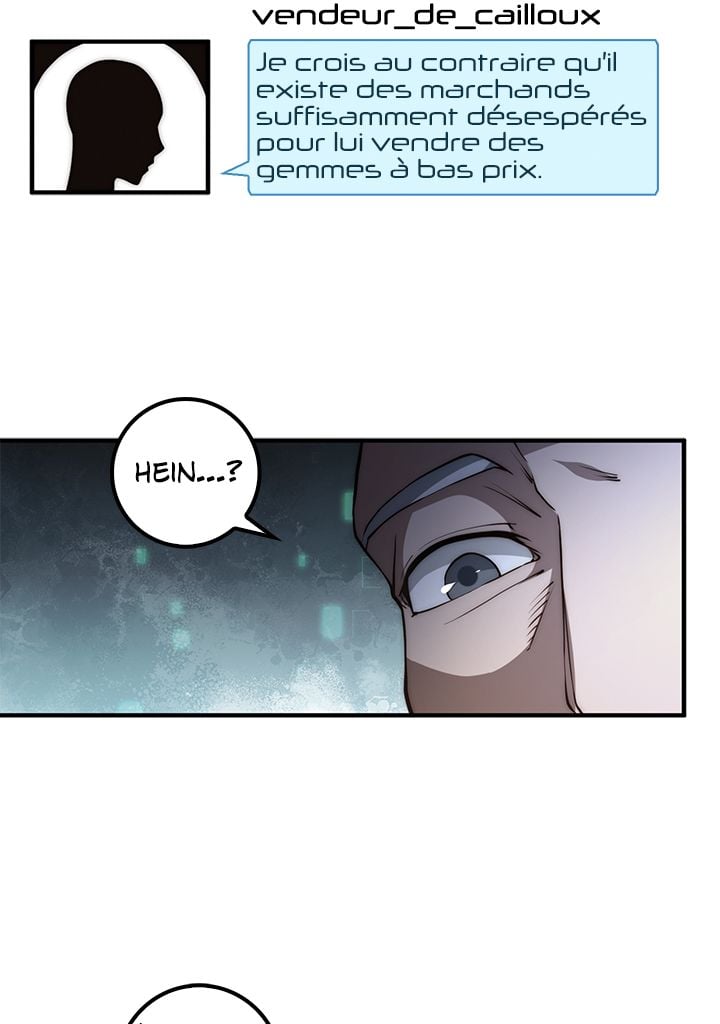 vendeur_de_cailloux
Je crois au contraire qu'il
existe des marchands
suffisamment désespérés
pour lui vendre des
gemmes à bas prix.
HEIN...?